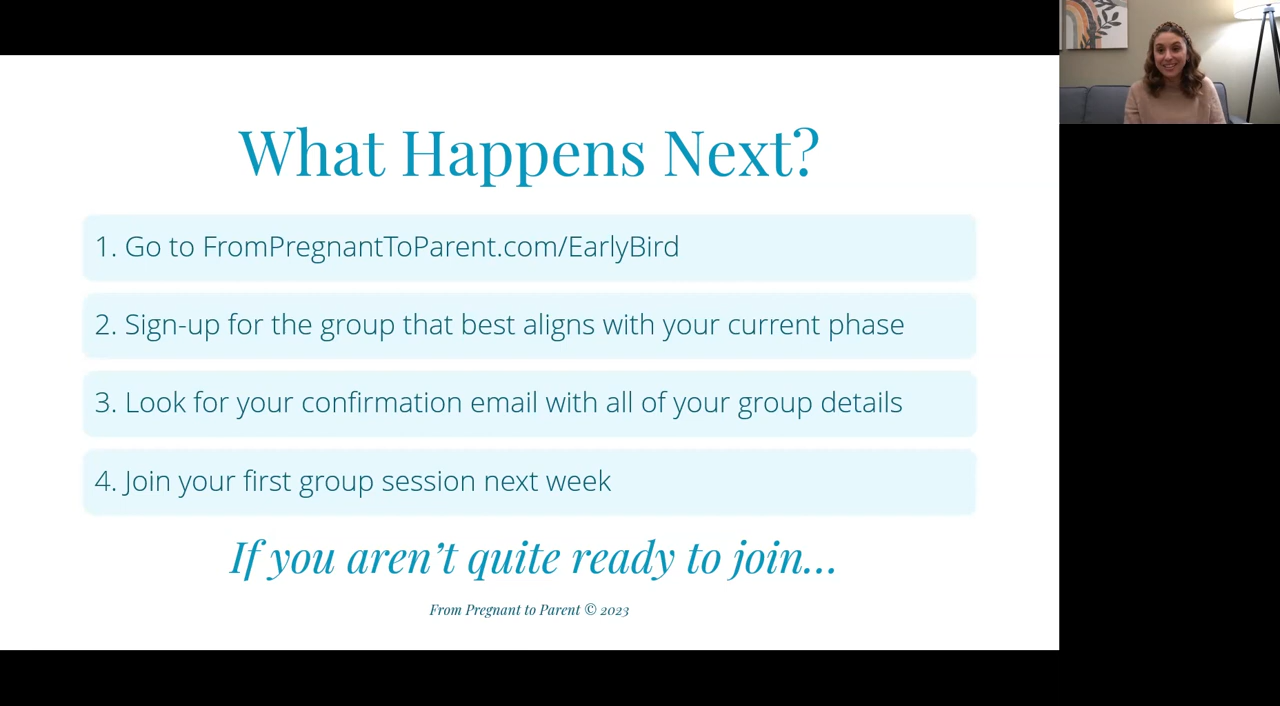 What Happens Next?
1. Go to FromPregnantToParent.com/EarlyBird
2. Sign-up for the group that best aligns with your current phase
3. Look for your confirmation email with all of your group details
4. Join your first group session next week
If you aren’t quite ready to join...
From Pregnant to Parent © 2023